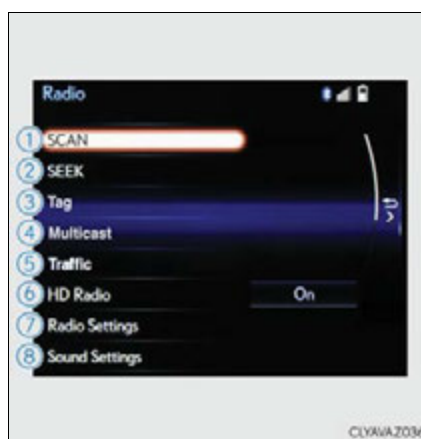 Radio
1 SCAN
2 SEEK
3 Tag
4 Multicast
5 Traffic
6 HD Radio On
7 Radio Settings
8 Sound Settings
CLYAVAZ036